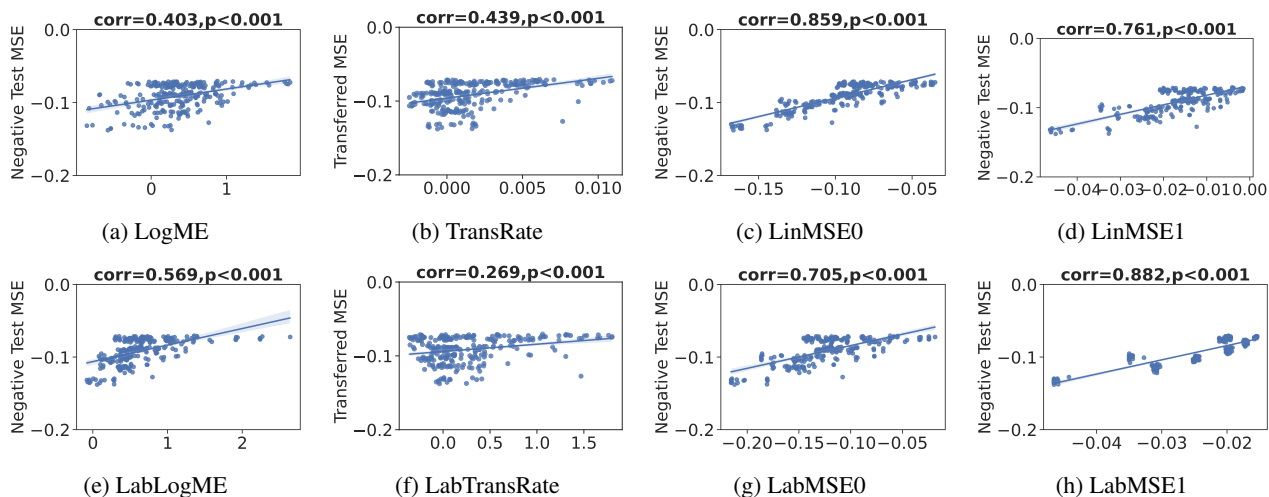 corr=0.403,p<0.001
Negative Test MSE
0.0
−0.1
−0.2
0 1
(a) LogME
corr=0.439,p<0.001
Transferred MSE
0.0
−0.1
−0.2
0.000 0.005 0.010
(b) TransRate
corr=0.859,p<0.001
Negative Test MSE
0.0
−0.1
−0.2
−0.15 −0.10 −0.05
(c) LinMSE0
corr=0.761,p<0.001
Negative Test MSE
0.0
−0.1
−0.2
−0.04 −0.03 −0.02 −0.01 0.00
(d) LinMSE1
corr=0.569,p<0.001
Negative Test MSE
0.0
−0.1
−0.2
0 1 2
(e) LabLogME
corr=0.269,p<0.001
Transferred MSE
0.0
−0.1
−0.2
0.0 0.5 1.0 1.5
(f) LabTransRate
corr=0.705,p<0.001
Negative Test MSE
0.0
−0.1
−0.2
−0.20 −0.15 −0.10 −0.05
(g) LabMSE0
corr=0.882,p<0.001
Negative Test MSE
0.0
−0.1
−0.2
−0.04 −0.03 −0.02
(h) LabMSE1